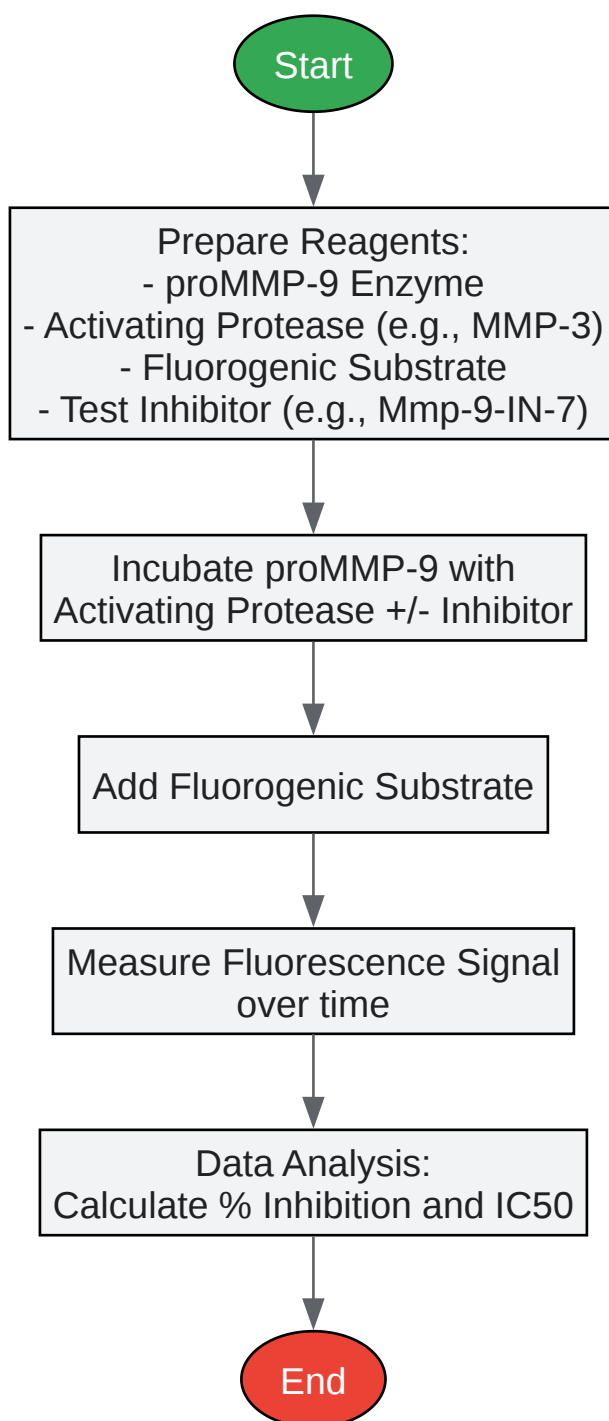 Start
Prepare Reagents:
- proMMP-9 Enzyme
- Activating Protease (e.g., MMP-3)
- Fluorogenic Substrate
- Test Inhibitor (e.g., Mmp-9-IN-7)
Incubate proMMP-9 with
Activating Protease +/- Inhibitor
Add Fluorogenic Substrate
Measure Fluorescence Signal
over time
Data Analysis:
Calculate % Inhibition and IC50
End